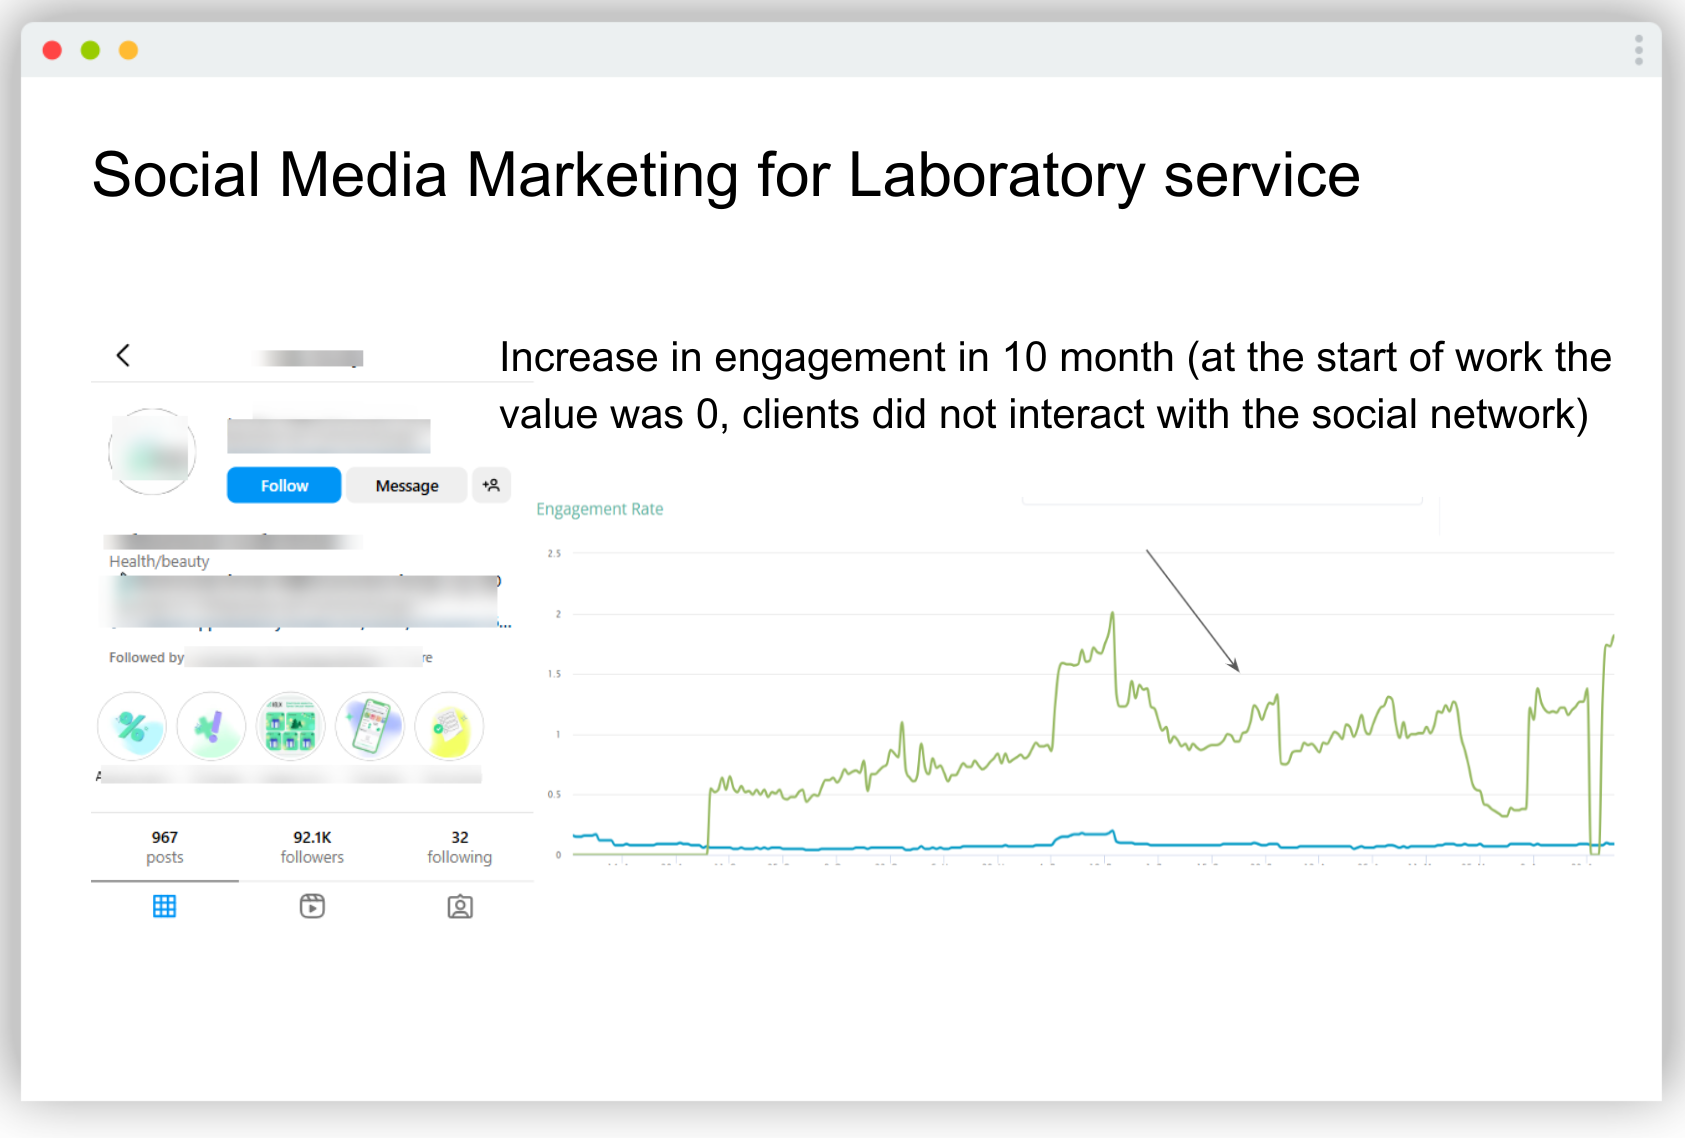 Social Media Marketing for Laboratory service
Increase in engagement in 10 month (at the start of work the
value was 0, clients did not interact with the social network)
Follow
Message
Health/beauty
Followed by
967
posts
92.1K
followers
32
following
Engagement Rate
2.5
2
1.5
1
0.5
0